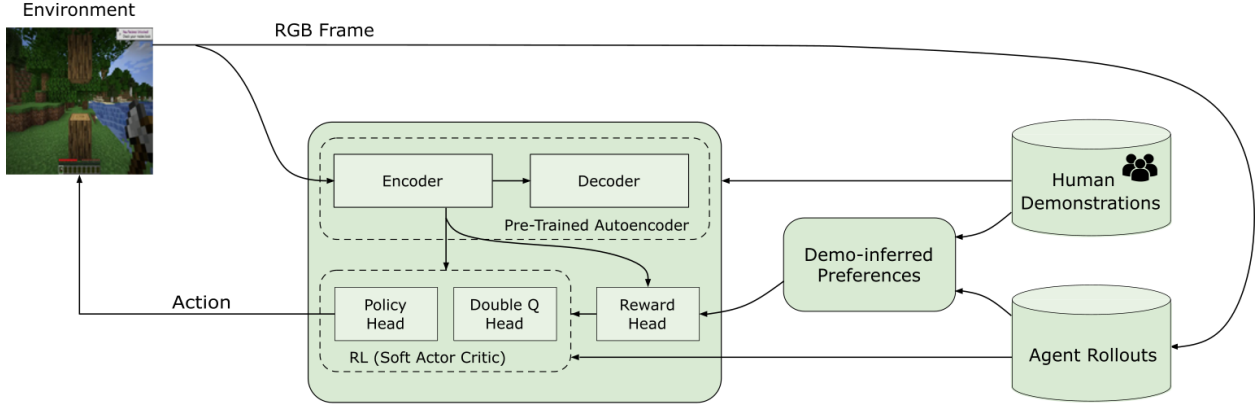 Environment
RGB Frame
Encoder
Decoder
Pre-Trained Autoencoder
Human
Demonstrations
Demo-inferred
Preferences
Action
Policy
Head
Double Q
Head
Reward
Head
RL (Soft Actor Critic)
Agent Rollouts